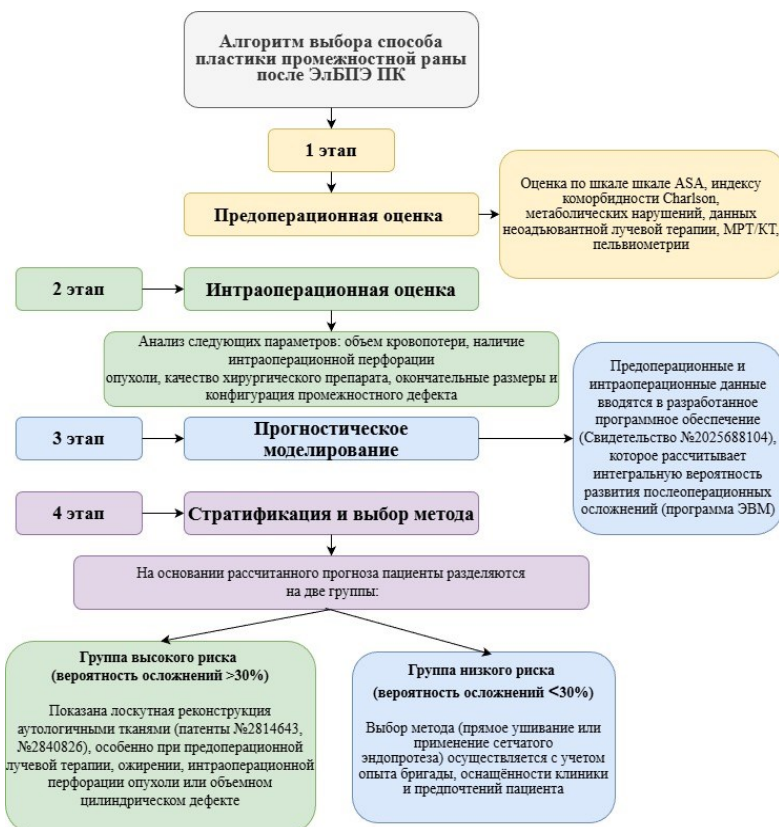 Алгоритм выбора способа
пластики промежностной раны
после ЭлБПЭ ПК
1 этап
Предоперационная оценка
Оценка по шкале шкале ASA, индексу
коморбидности Charlson,
метаболических нарушений, данных
неоадъювантной лучевой терапии, МРТ/КТ,
пельвиометрии
2 этап
Интраоперационная оценка
Анализ следующих параметров: объем кровопотери, наличие
интраоперационной перфорации
опухоли, качество хирургического препарата, окончательные размеры и
конфигурация промежностного дефекта
3 этап
Прогностическое
моделирование
Предоперационные и
интраоперационные данные
вводятся в разработанное
программное обеспечение
(Свидетельство №2025688104),
которое рассчитывает
интегральную вероятность
развития послеоперационных
осложнений (программа ЭВМ)
4 этап
Стратификация и выбор метода
На основании рассчитанного прогноза пациенты разделяются
на две группы:
Группа высокого риска
(вероятность осложнений >30%)
Показана лоскутная реконструкция
аутологичными тканями (патенты №2814643,
№2840826), особенно при предоперационной
лучевой терапии, ожирении, интраоперационной
перфорации опухоли или объемном
цилиндрическом дефекте
Группа низкого риска
(вероятность осложнений <30%)
Выбор метода (прямое ушивание или
применение сетчатого
эндопротеза) осуществляется с учетом
опыта бригады, оснащённости клиники
и предпочтений пациента